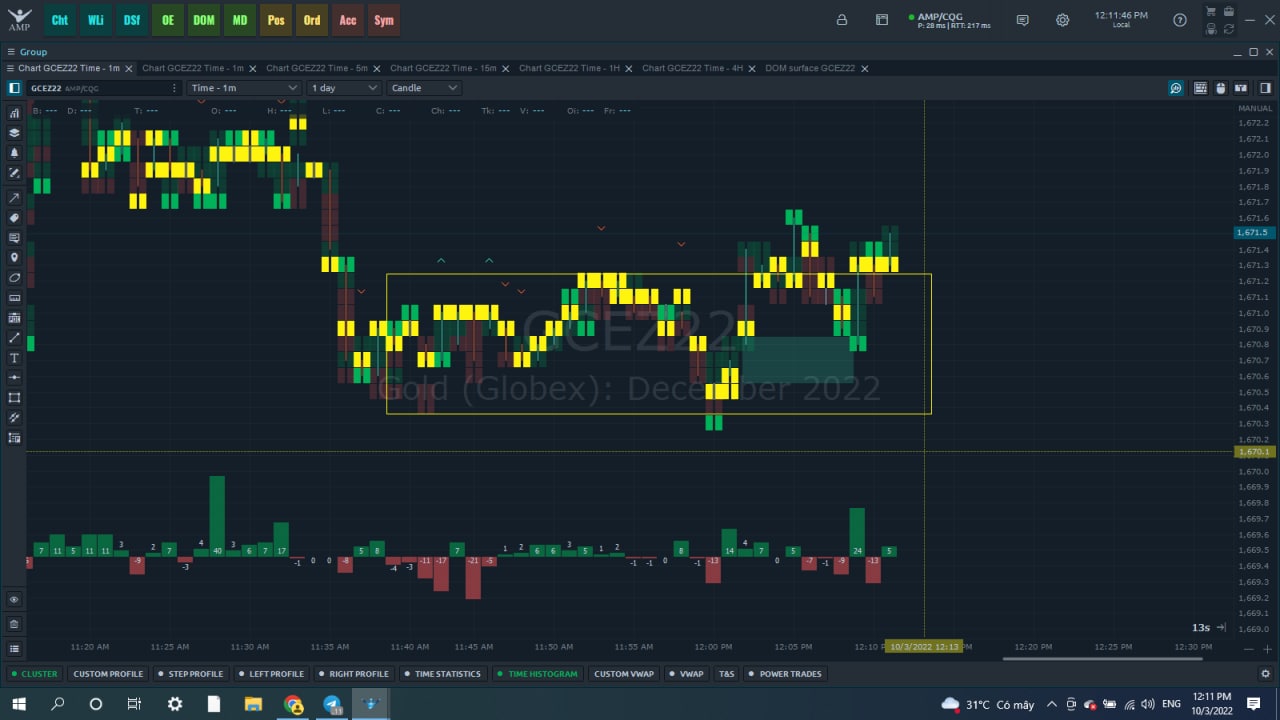 AMP Cht WLi DSf OE DOM MD Pos Ord Acc Sym AMP/CQG P: 28 ms | RTT: 217 ms 12:11:46 PM Local
Group
Chart GCEZ22 Time - 1m Chart GCEZ22 Time - 1m Chart GCEZ22 Time - 5m Chart GCEZ22 Time - 15m Chart GCEZ22 Time - 1H Chart GCEZ22 Time - 4H DOM surface GCEZ22
GCEZ22 AMP/CQG Time - 1m 1 day Candle
B: --- D: --- T: --- O: --- H: --- L: --- C: --- Ch: --- Tk: --- V: --- Oi: --- Fr: ---
MANUAL
1,672.2
1,672.1
1,672.0
1,671.9
1,671.8
1,671.7
1,671.6
1,671.5
1,671.4
1,671.3
1,671.2
1,671.1
1,671.0
1,670.9
1,670.8
1,670.7
1,670.6
1,670.5
1,670.4
1,670.3
1,670.2
1,670.1
1,670.0
1,669.9
1,669.8
1,669.7
1,669.6
1,669.5
1,669.4
1,669.3
1,669.2
1,669.1
1,669.0
GCEZ22
Gold (Globex): December 2022
7 11 5 11 11 3 -9 2 7 -3 4 40 3 6 7 17 -1 0 0 -8 5 8 -4 -3 -11 -17 7 -21 -5 1 2 6 6 3 5 1 2 -1 -1 0 8 -1 -13 14 4 7 0 5 -7 -1 -9 24 -13 5
13s
11:20 AM 11:25 AM 11:30 AM 11:35 AM 11:40 AM 11:45 AM 11:50 AM 11:55 AM 12:00 PM 12:05 PM 12:10 PM 10/3/2022 12:13 12:20 PM 12:25 PM 12:30 PM
CLUSTER CUSTOM PROFILE STEP PROFILE LEFT PROFILE RIGHT PROFILE TIME STATISTICS TIME HISTOGRAM CUSTOM VWAP VWAP T&S POWER TRADES
11 31°C Có mây ENG 12:11 PM
10/3/2022